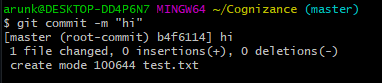 arunk@DESKTOP-DD4P6N7 MINGW64 ~/Cognizance (master)
$ git commit -m "hi"
[master (root-commit) b4f6114] hi
 1 file changed, 0 insertions(+), 0 deletions(-)
 create mode 100644 test.txt